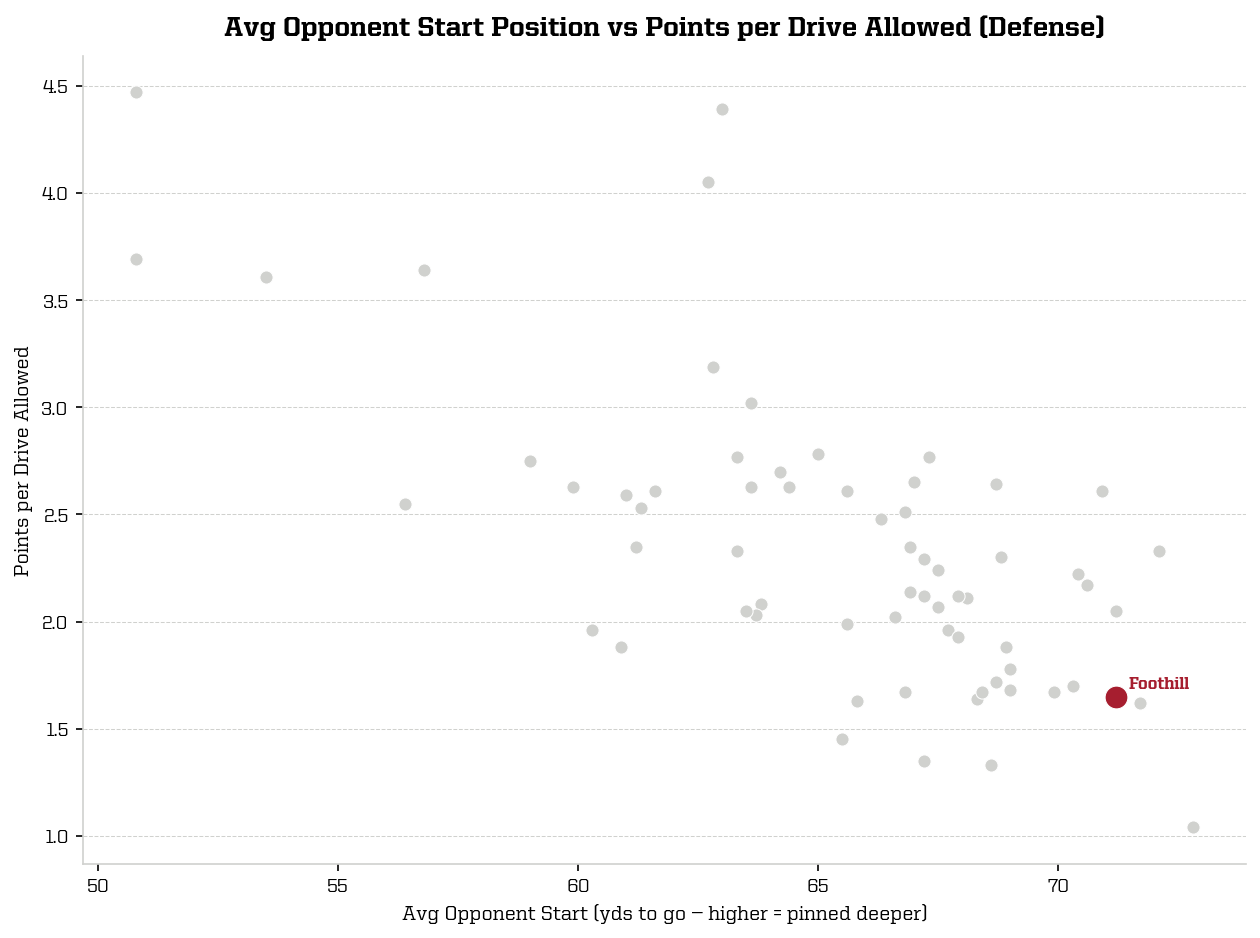 Avg Opponent Start Position vs Points per Drive Allowed (Defense)
Points per Drive Allowed
4.5
4.0
3.5
3.0
2.5
2.0
1.5
1.0
Foothill
50 55 60 65 70
Avg Opponent Start (yds to go – higher = pinned deeper)